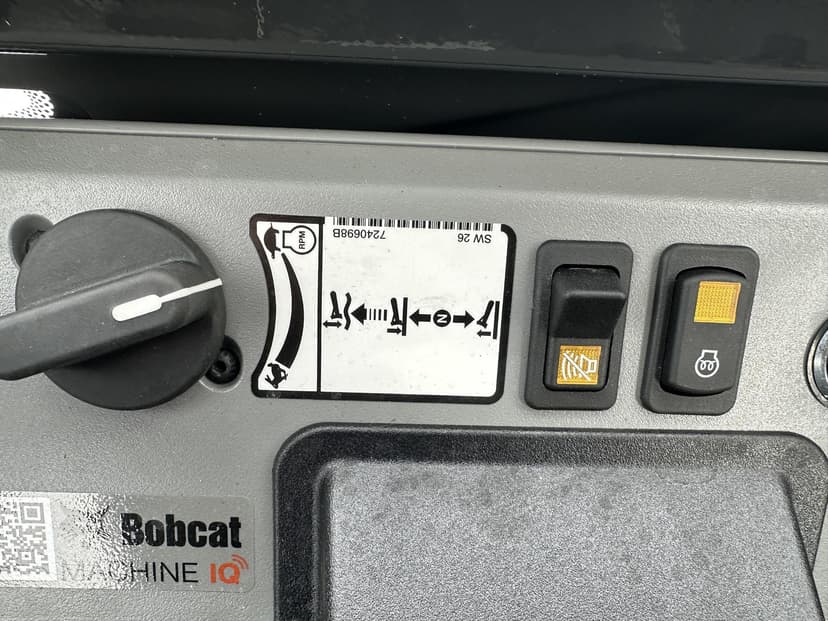 RPM
7240698B
SW 26
N
Bobcat
MACHINE IQ